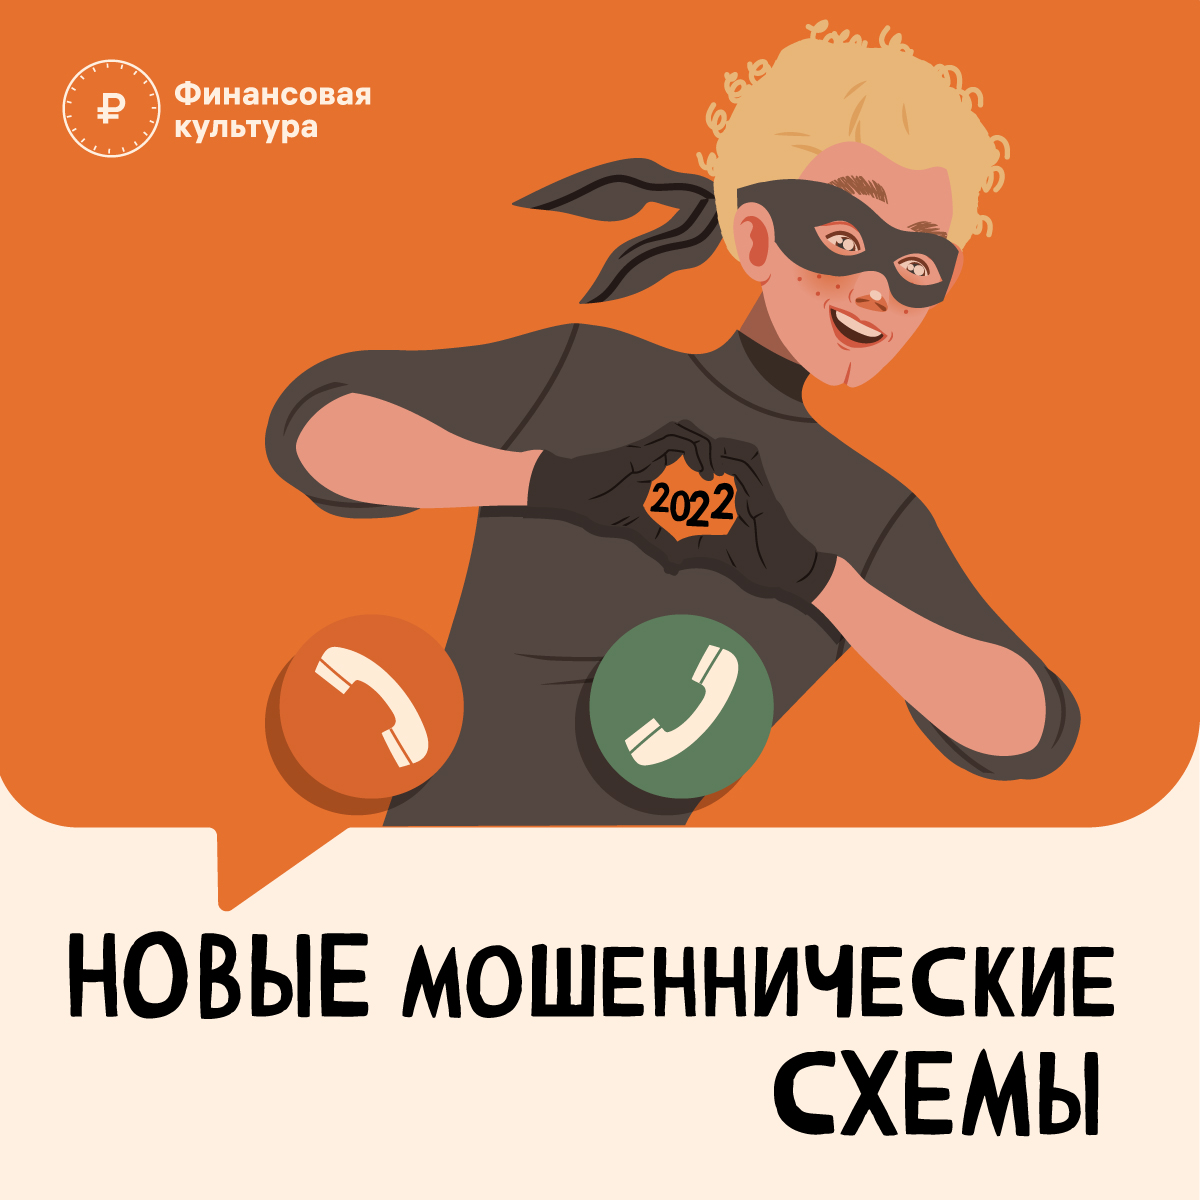 ₽
Финансовая
культура
2022
НОВЫЕ МОШЕННИЧЕСКИЕ
СХЕМЫ